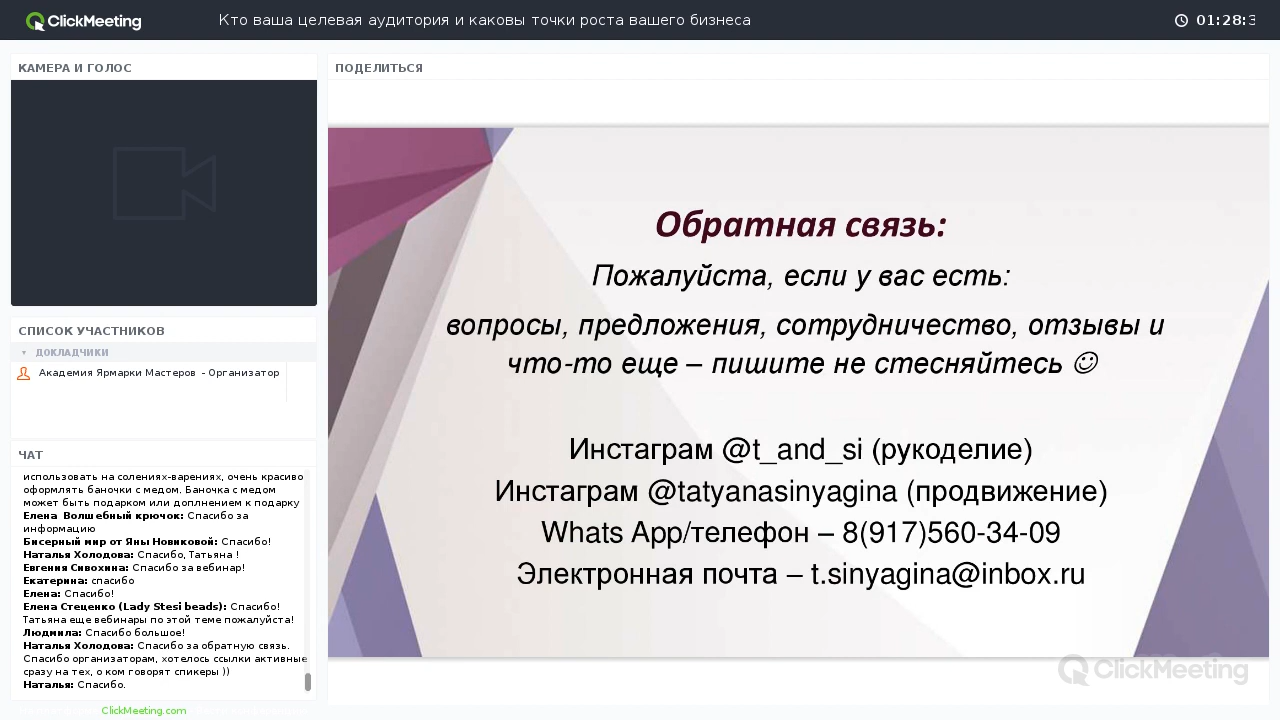 ClickMeeting
Кто ваша целевая аудитория и каковы точки роста вашего бизнеса
01:28:3
КАМЕРА И ГОЛОС
СПИСОК УЧАСТНИКОВ
ДОКЛАДЧИКИ
Академия Ярмарки Мастеров - Организатор
ЧАТ
использовать на солениях-варениях, очень красиво
оформлять баночки с медом. Баночка с медом
может быть подарком или доплнением к подарку
Елена Волшебный крючок: Спасибо за
информацию
Бисерный мир от Яны Новиковой: Спасибо!
Наталья Холодова: Спасибо, Татьяна !
Евгения Сивохина: Спасибо за вебинар!
Екатерина: спасибо
Елена: Спасибо!
Елена Стеценко (Lady Stesi beads): Спасибо!
Татьяна еще вебинары по этой теме пожалуйста!
Людмила: Спасибо большое!
Наталья Холодова: Спасибо за обратную связь.
Спасибо организаторам, хотелось ссылки активные
сразу на тех, о ком говорят спикеры ))
Наталья: Спасибо.
ClickMeeting.com
ПОДЕЛИТЬСЯ
Обратная связь:
Пожалуйста, если у вас есть:
вопросы, предложения, сотрудничество, отзывы и
что-то еще – пишите не стесняйтесь ☺
Инстаграм @t_and_si (рукоделие)
Инстаграм @tatyanasinyagina (продвижение)
Whats App/телефон – 8(917)560-34-09
Электронная почта – t.sinyagina@inbox.ru
ClickMeeting